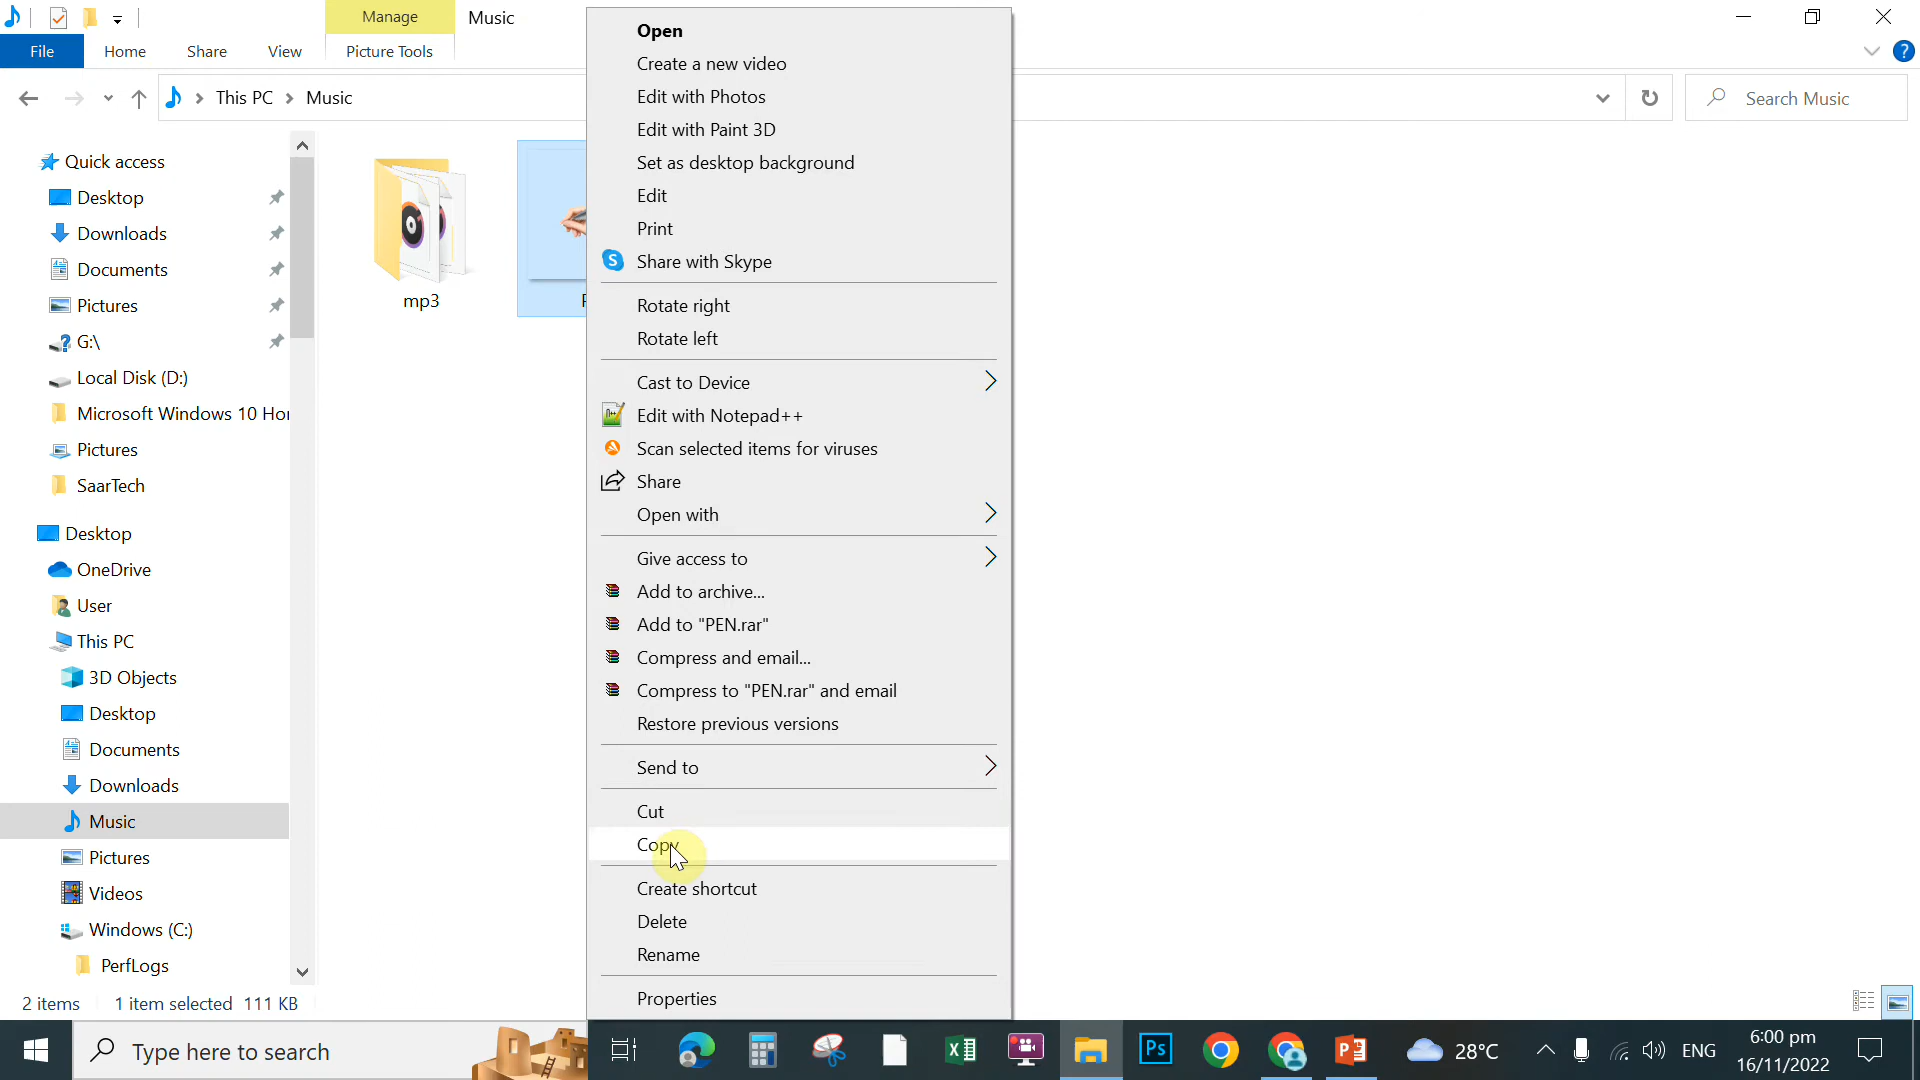 Manage
Music
File
Home
Share
View
Picture Tools
This PC
Music
Search Music
Quick access
Desktop
Downloads
Documents
Pictures
G:\
Local Disk (D:)
Microsoft Windows 10 Ho
Pictures
SaarTech
Desktop
OneDrive
User
This PC
3D Objects
Desktop
Documents
Downloads
Music
Pictures
Videos
Windows (C:)
PerfLogs
mp3
Open
Create a new video
Edit with Photos
Edit with Paint 3D
Set as desktop background
Edit
Print
Share with Skype
Rotate right
Rotate left
Cast to Device
Edit with Notepad++
Scan selected items for viruses
Share
Open with
Give access to
Add to archive...
Add to "PEN.rar"
Compress and email...
Compress to "PEN.rar" and email
Restore previous versions
Send to
Cut
Copy
Create shortcut
Delete
Rename
Properties
2 items
1 item selected 111 KB
Type here to search
28°C
ENG
6:00 pm
16/11/2022